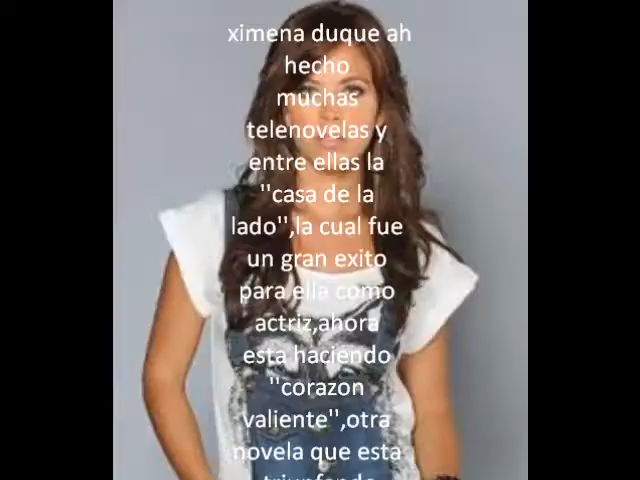 ximena duque ah
hecho
muchas
telenovelas y
entre ellas la
"casa de la
lado",la cual fue
un gran exito
para ella como
actriz,ahora
esta haciendo
"corazon
valiente",otra
novela que esta
triunfando